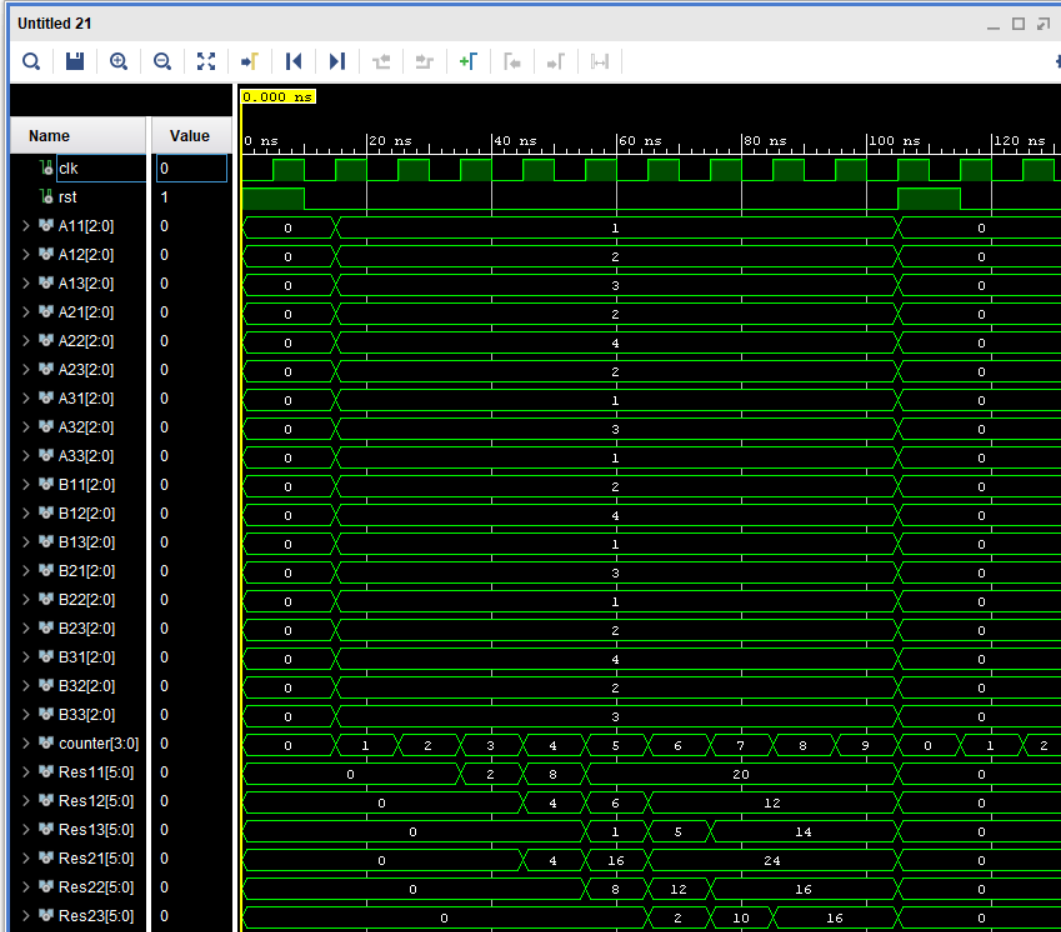 Untitled 21
0.000 ns
Name Value
0 ns 20 ns 40 ns 60 ns 80 ns 100 ns 120 ns
clk 0
rst 1
A11[2:0] 0 0 1 0
A12[2:0] 0 0 2 0
A13[2:0] 0 0 3 0
A21[2:0] 0 0 2 0
A22[2:0] 0 0 4 0
A23[2:0] 0 0 2 0
A31[2:0] 0 0 1 0
A32[2:0] 0 0 3 0
A33[2:0] 0 0 1 0
B11[2:0] 0 0 2 0
B12[2:0] 0 0 4 0
B13[2:0] 0 0 1 0
B21[2:0] 0 0 3 0
B22[2:0] 0 0 1 0
B23[2:0] 0 0 2 0
B31[2:0] 0 0 4 0
B32[2:0] 0 0 2 0
B33[2:0] 0 0 3 0
counter[3:0] 0 0 1 2 3 4 5 6 7 8 9 0 1 2
Res11[5:0] 0 0 2 8 20 0
Res12[5:0] 0 0 4 6 12 0
Res13[5:0] 0 0 1 5 14 0
Res21[5:0] 0 0 4 16 24 0
Res22[5:0] 0 0 8 12 16 0
Res23[5:0] 0 0 2 10 16 0